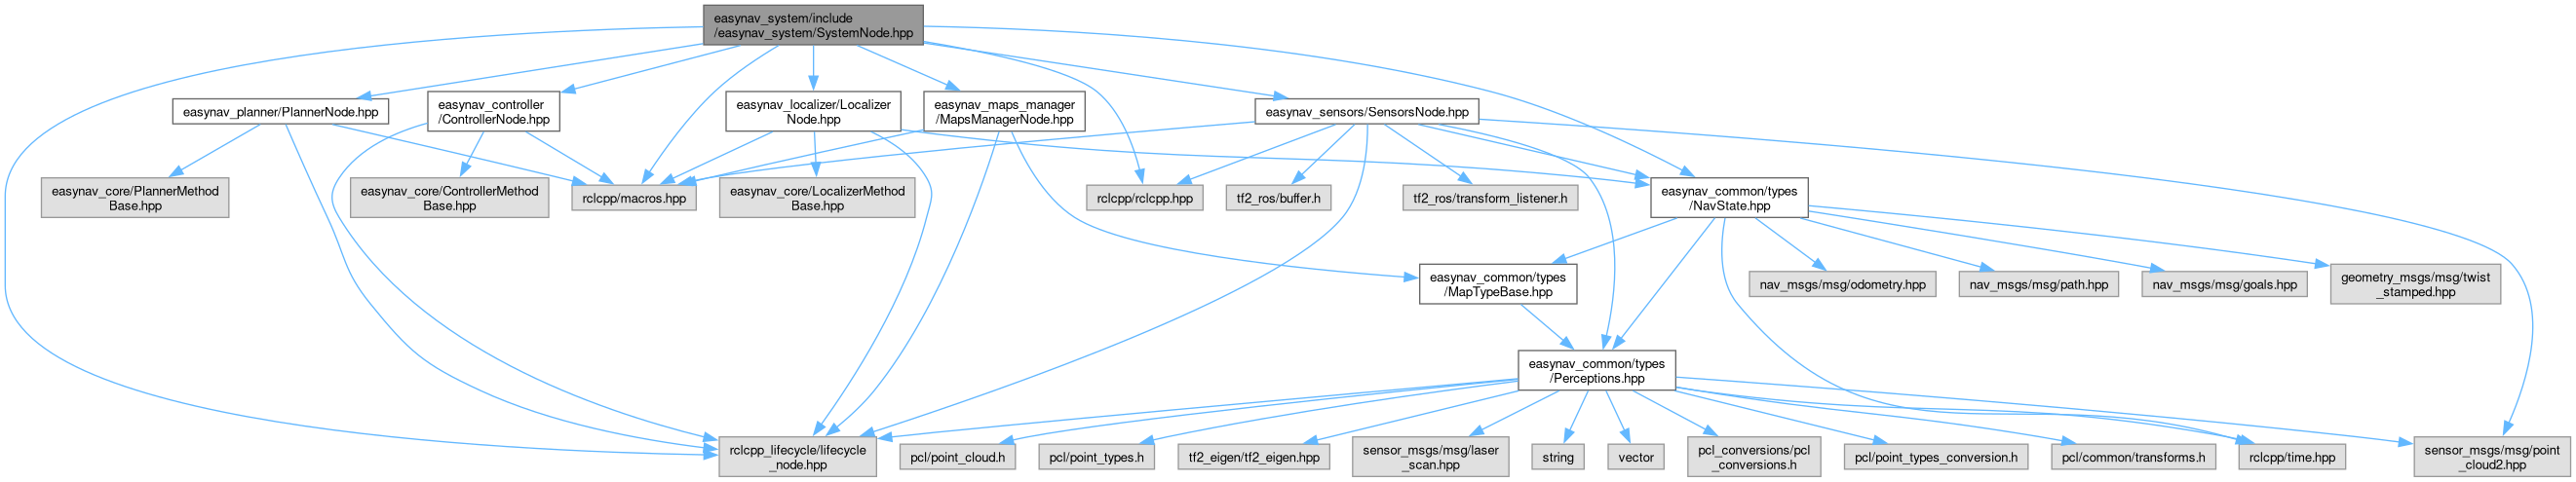 easynav_system/include
/easynav_system/SystemNode.hpp
easynav_planner/PlannerNode.hpp
easynav_controller
/ControllerNode.hpp
easynav_localizer/Localizer
Node.hpp
easynav_maps_manager
/MapsManagerNode.hpp
easynav_sensors/SensorsNode.hpp
easynav_core/PlannerMethod
Base.hpp
easynav_core/ControllerMethod
Base.hpp
rclcpp/macros.hpp
easynav_core/LocalizerMethod
Base.hpp
rclcpp/rclcpp.hpp
tf2_ros/buffer.h
tf2_ros/transform_listener.h
easynav_common/types
/NavState.hpp
easynav_common/types
/MapTypeBase.hpp
nav_msgs/msg/odometry.hpp
nav_msgs/msg/path.hpp
nav_msgs/msg/goals.hpp
geometry_msgs/msg/twist
_stamped.hpp
easynav_common/types
/Perceptions.hpp
rclcpp_lifecycle/lifecycle
_node.hpp
pcl/point_cloud.h
pcl/point_types.h
tf2_eigen/tf2_eigen.hpp
sensor_msgs/msg/laser
_scan.hpp
string
vector
pcl_conversions/pcl
_conversions.h
pcl/point_types_conversion.h
pcl/common/transforms.h
rclcpp/time.hpp
sensor_msgs/msg/point
_cloud2.hpp